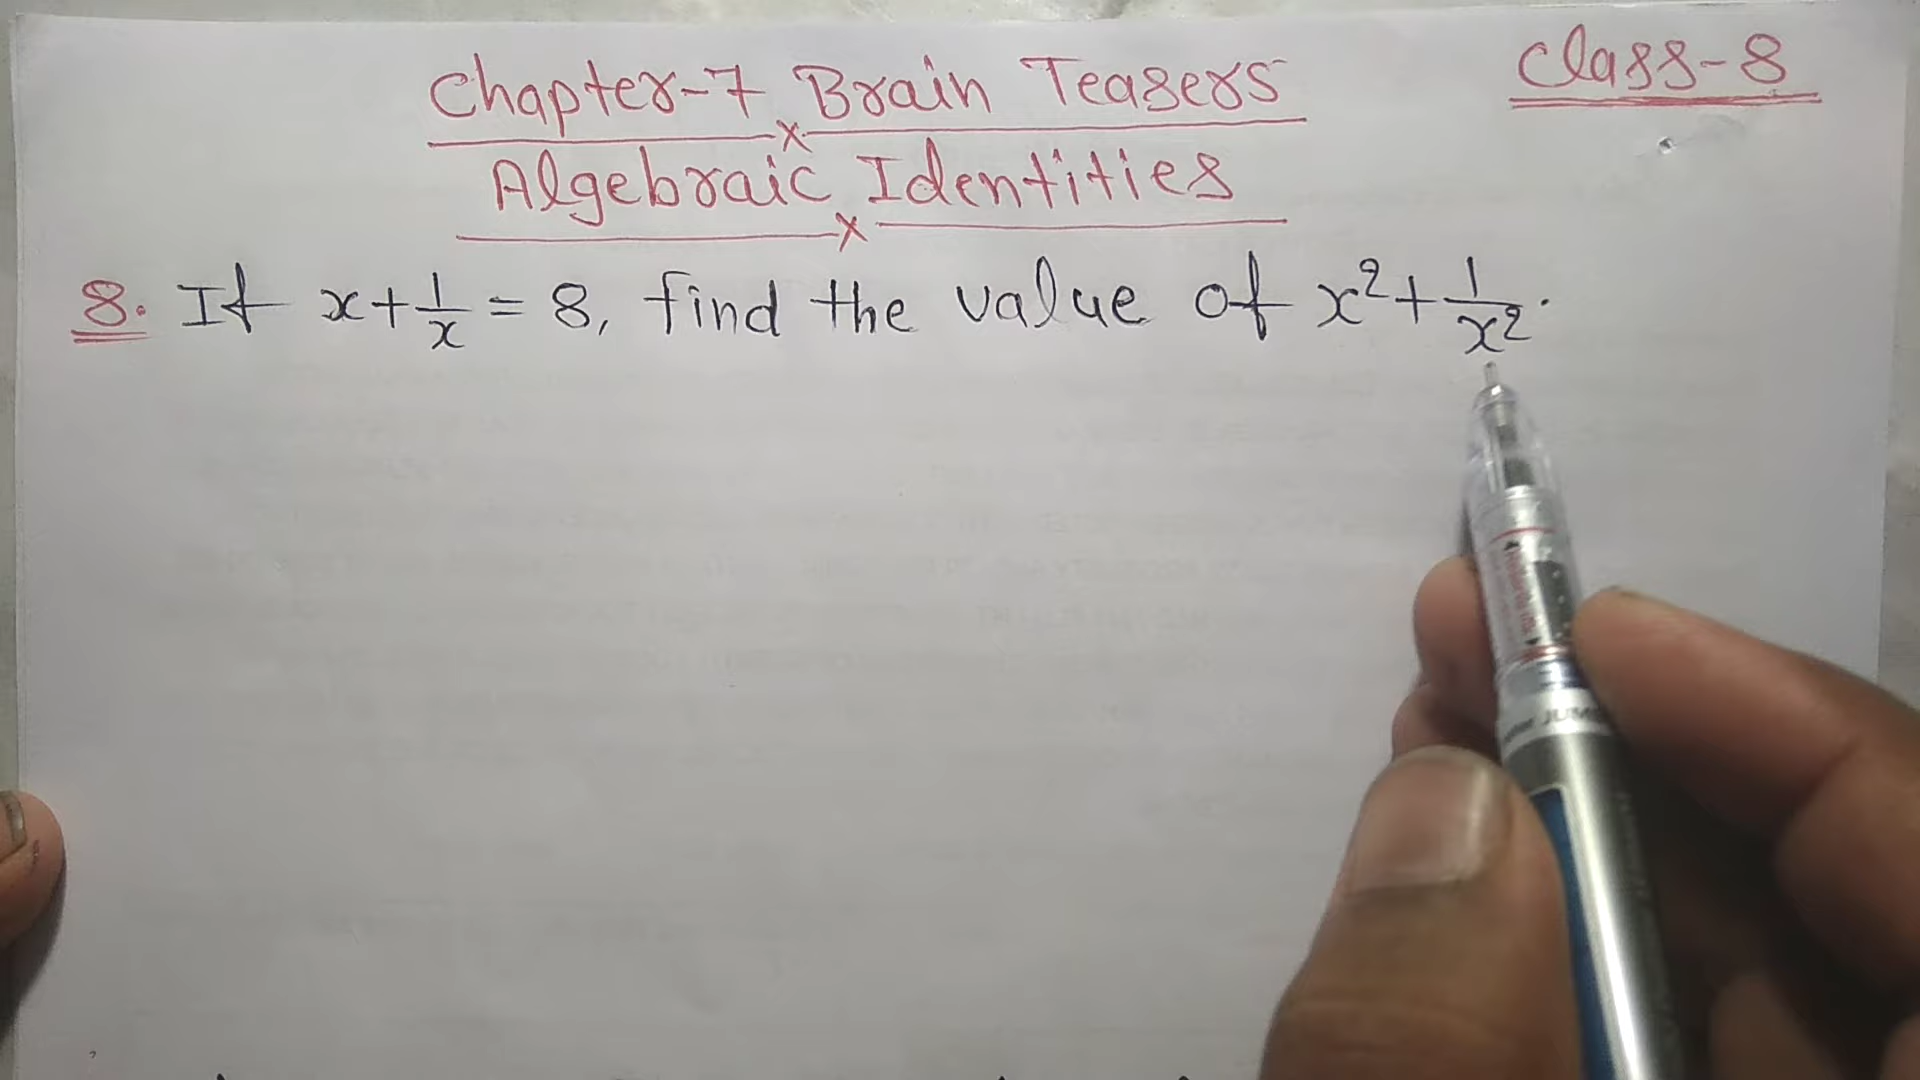 Chapter-7 Brain Teasers
Class-8
Algebraic Identities
8. If x+1/x = 8, find the value of x²+1/x².